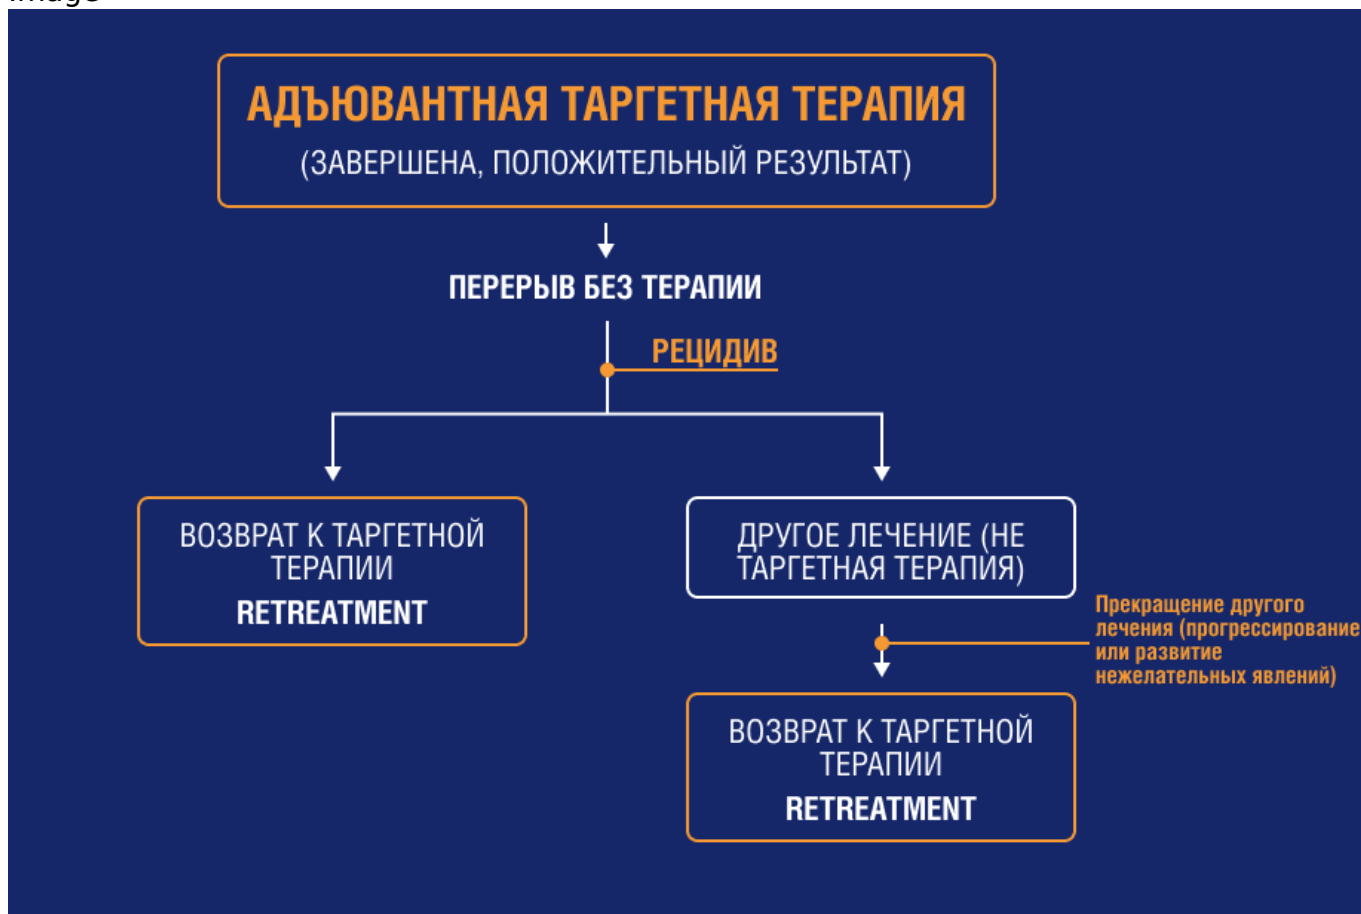 АДЪЮВАНТНАЯ ТАРГЕТНАЯ ТЕРАПИЯ
(ЗАВЕРШЕНА, ПОЛОЖИТЕЛЬНЫЙ РЕЗУЛЬТАТ)
ПЕРЕРЫВ БЕЗ ТЕРАПИИ
РЕЦИДИВ
ВОЗВРАТ К ТАРГЕТНОЙ
ТЕРАПИИ
RETREATMENT
ДРУГОЕ ЛЕЧЕНИЕ (НЕ
ТАРГЕТНАЯ ТЕРАПИЯ)
Прекращение другого
лечения (прогрессирование
или развитие
нежелательных явлений)
ВОЗВРАТ К ТАРГЕТНОЙ
ТЕРАПИИ
RETREATMENT